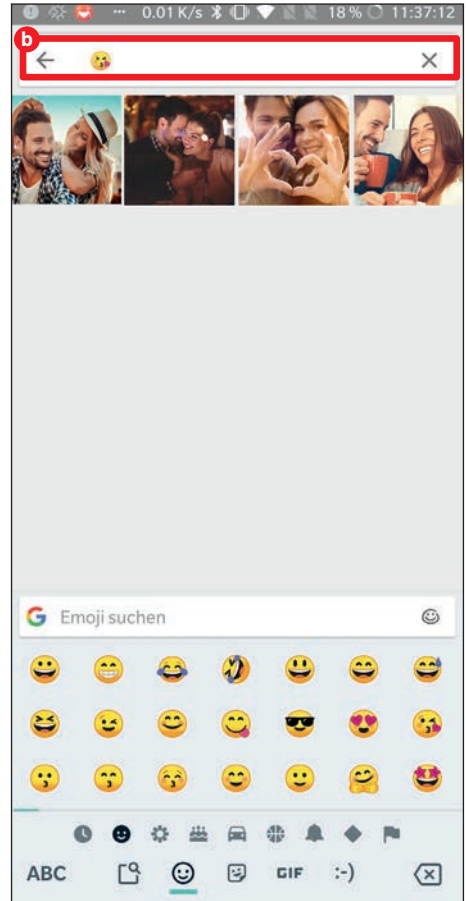 ... 0.01 K/s 18% 11:37:12
b
😘
G Emoji suchen
ABC GIF :-)